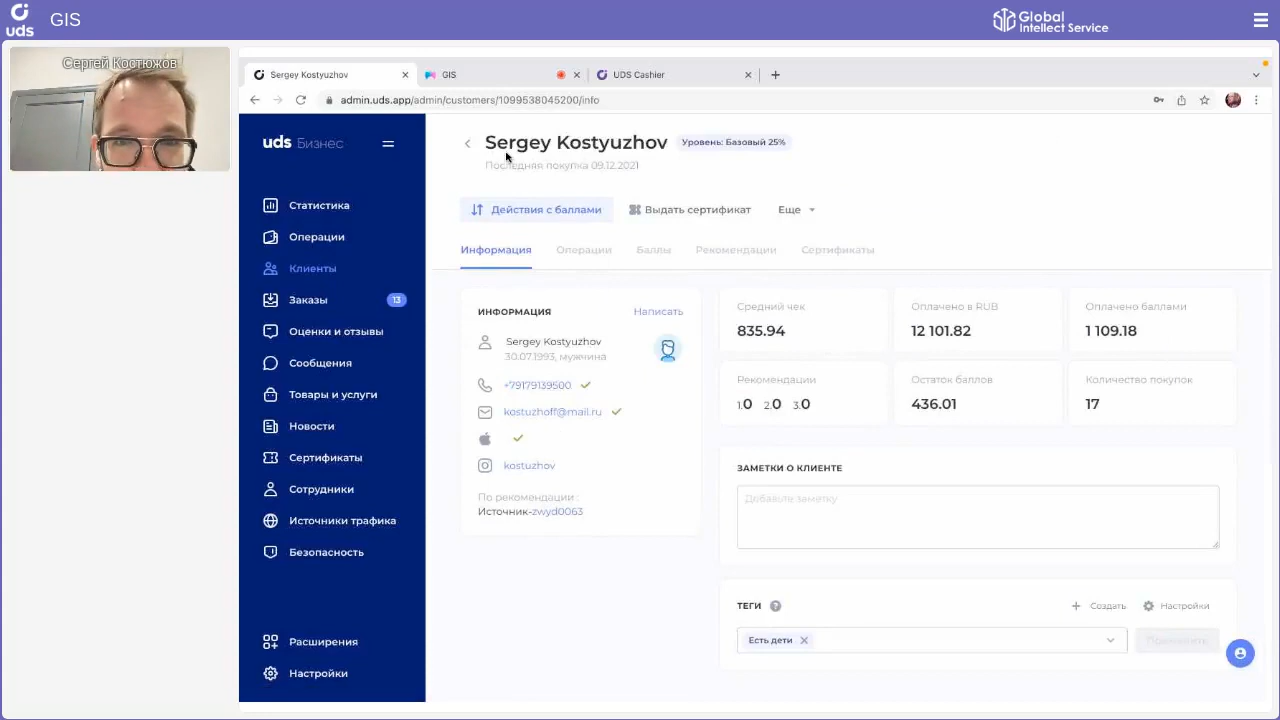 uds
GIS
Global
Intellect Service
Сергей Костюжов
Sergey Kostyuzhov
GIS
UDS Cashier
admin.uds.app/admin/customers/1099538045200/info
uds Бизнес
Статистика
Операции
Клиенты
Заказы 13
Оценки и отзывы
Сообщения
Товары и услуги
Новости
Сертификаты
Сотрудники
Источники трафика
Безопасность
Расширения
Настройки
Sergey Kostyuzhov Уровень: Базовый 25%
Последняя покупка 09.12.2021
Действия с баллами Выдать сертификат Еще
Информация Операции Баллы Рекомендации Сертификаты
ИНФОРМАЦИЯ Написать
Sergey Kostyuzhov
30.07.1993, мужчина
+79179139500
kostuzhoff@mail.ru
kostuzhov
По рекомендации :
Источник-zwyd0063
Средний чек
835.94
Оплачено в RUB
12 101.82
Оплачено баллами
1 109.18
Рекомендации
1.0 2.0 3.0
Остаток баллов
436.01
Количество покупок
17
ЗАМЕТКИ О КЛИЕНТЕ
Добавьте заметку
ТЕГИ ? + Создать Настройки
Есть дети
Применить